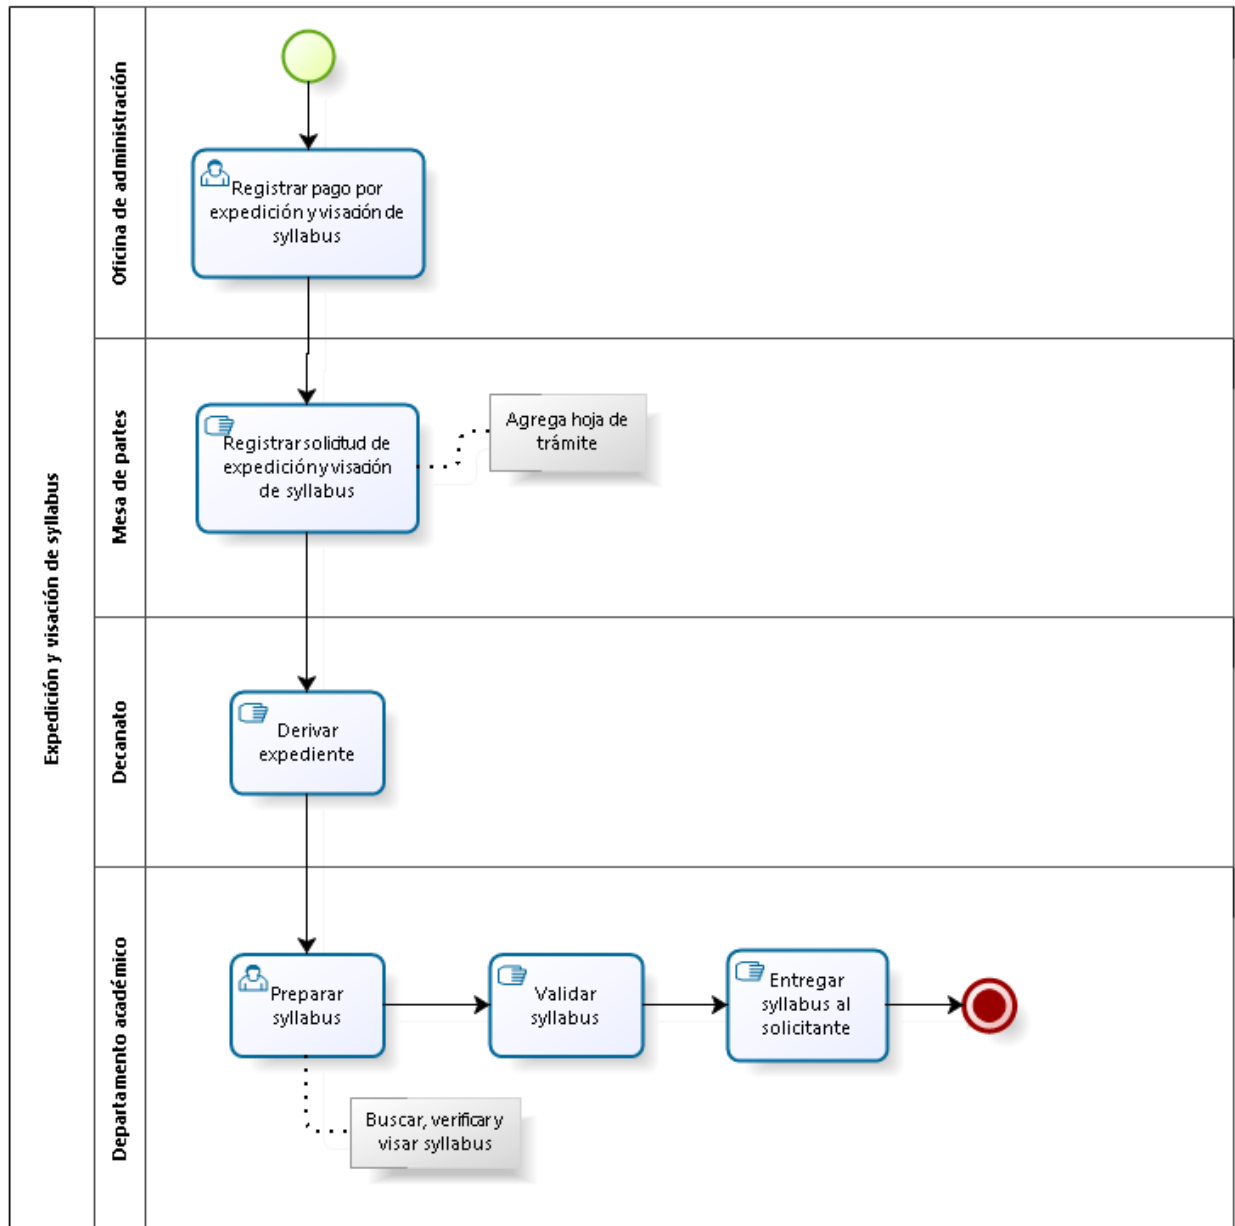 Expedición y visación de syllabus
Oficina de administración
Registrar pago por
expedición y visación de
syllabus
Mesa de partes
Registrar solicitud de
expedición y visación
de syllabus
Agrega hoja de
trámite
Decanato
Derivar
expediente
Departamento académico
Preparar
syllabus
Validar
syllabus
Entregar
syllabus al
solicitante
Buscar, verificar y
visar syllabus